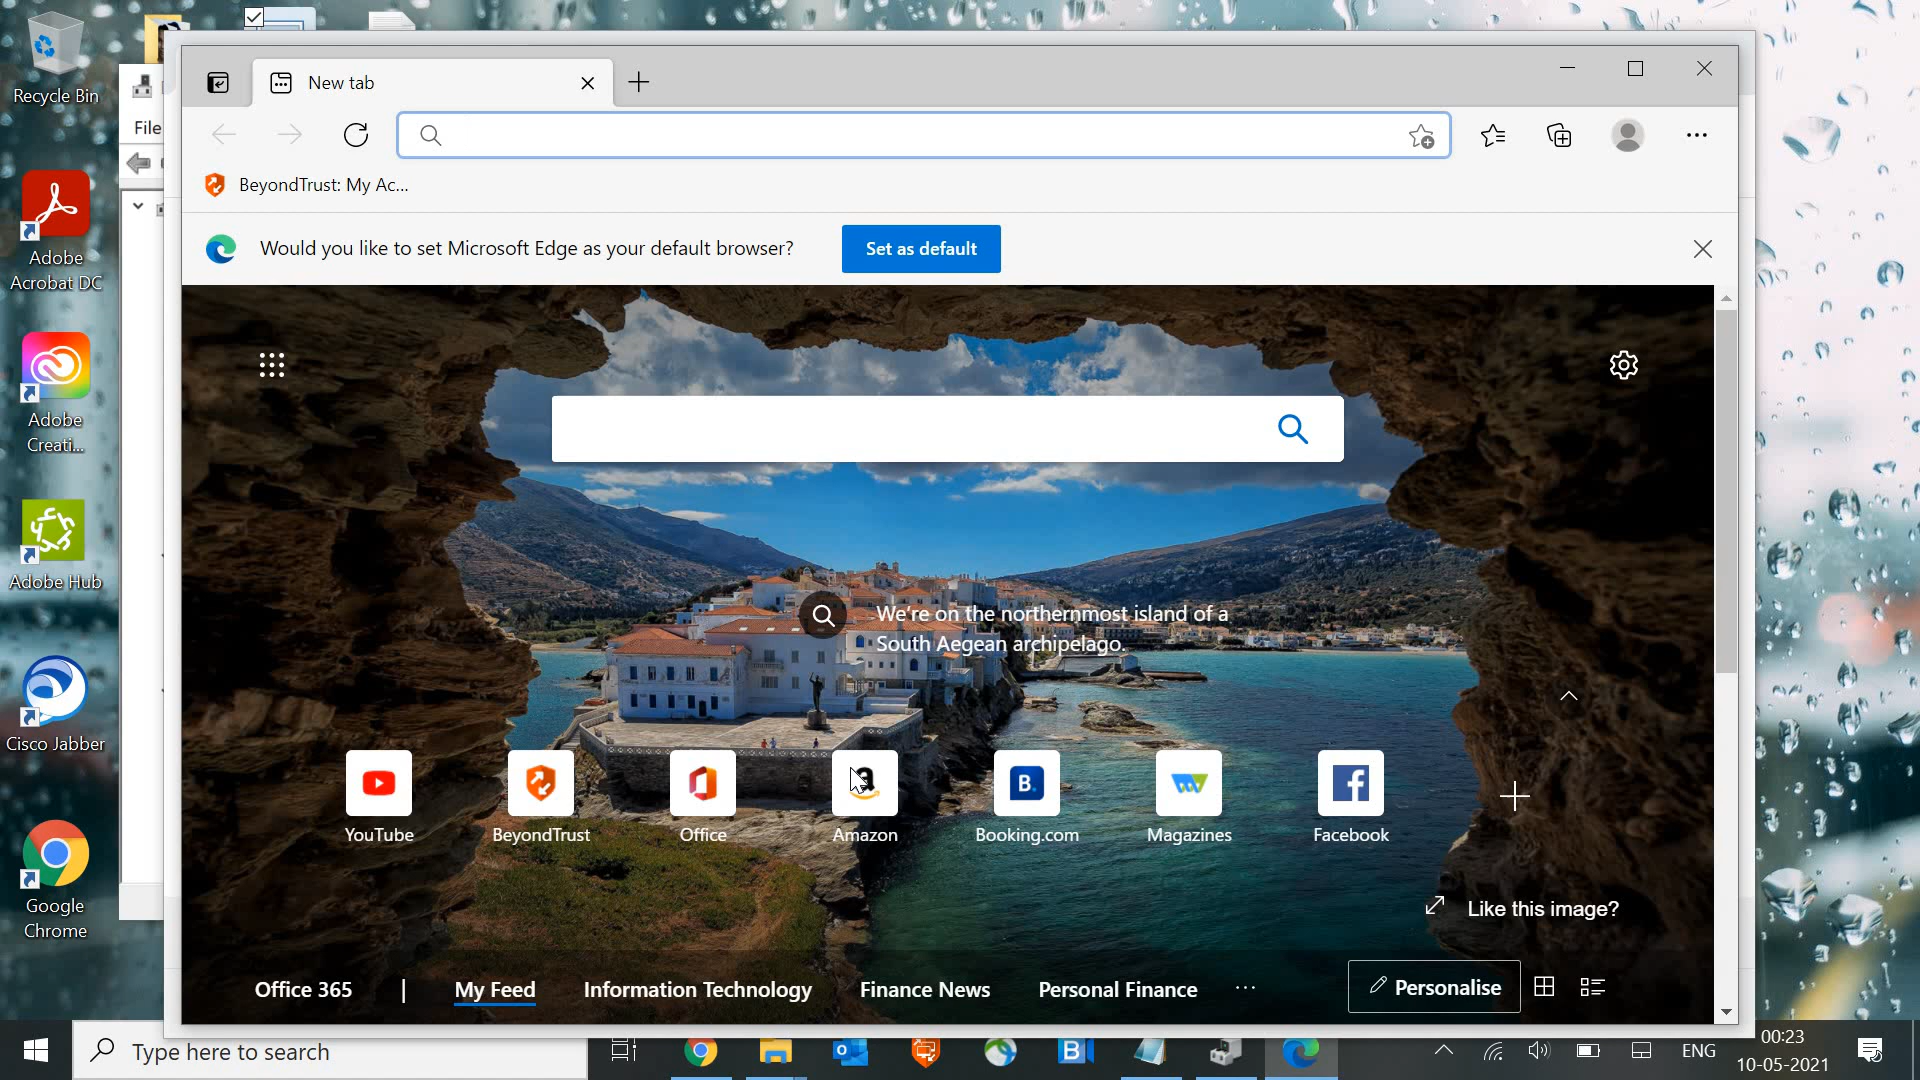 Recycle Bin
Adobe
Acrobat DC
Adobe
Creati...
Adobe Hub
Cisco Jabber
Google
Chrome
File
New tab
BeyondTrust: My Ac...
Would you like to set Microsoft Edge as your default browser?
Set as default
We're on the northernmost island of a
South Aegean archipelago.
YouTube
BeyondTrust
Office
Amazon
Booking.com
Magazines
Facebook
Like this image?
Office 365 | My Feed Information Technology Finance News Personal Finance ...
Personalise
Type here to search
ENG
00:23
10-05-2021